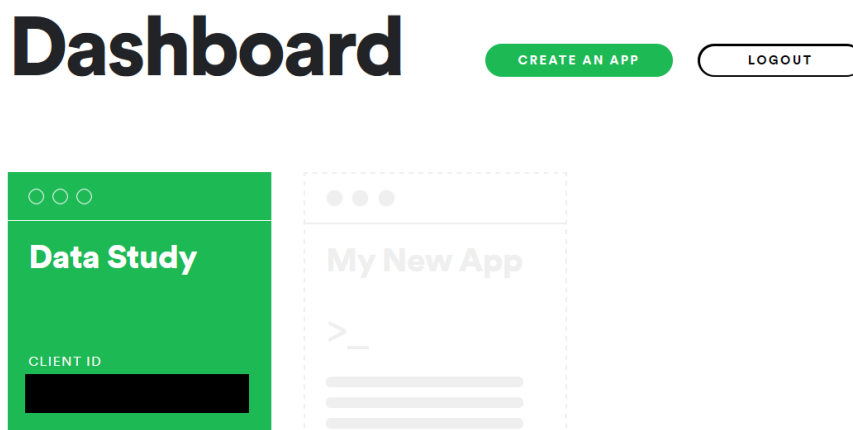 Dashboard
CREATE AN APP
LOGOUT
Data Study
My New App
>_
CLIENT ID